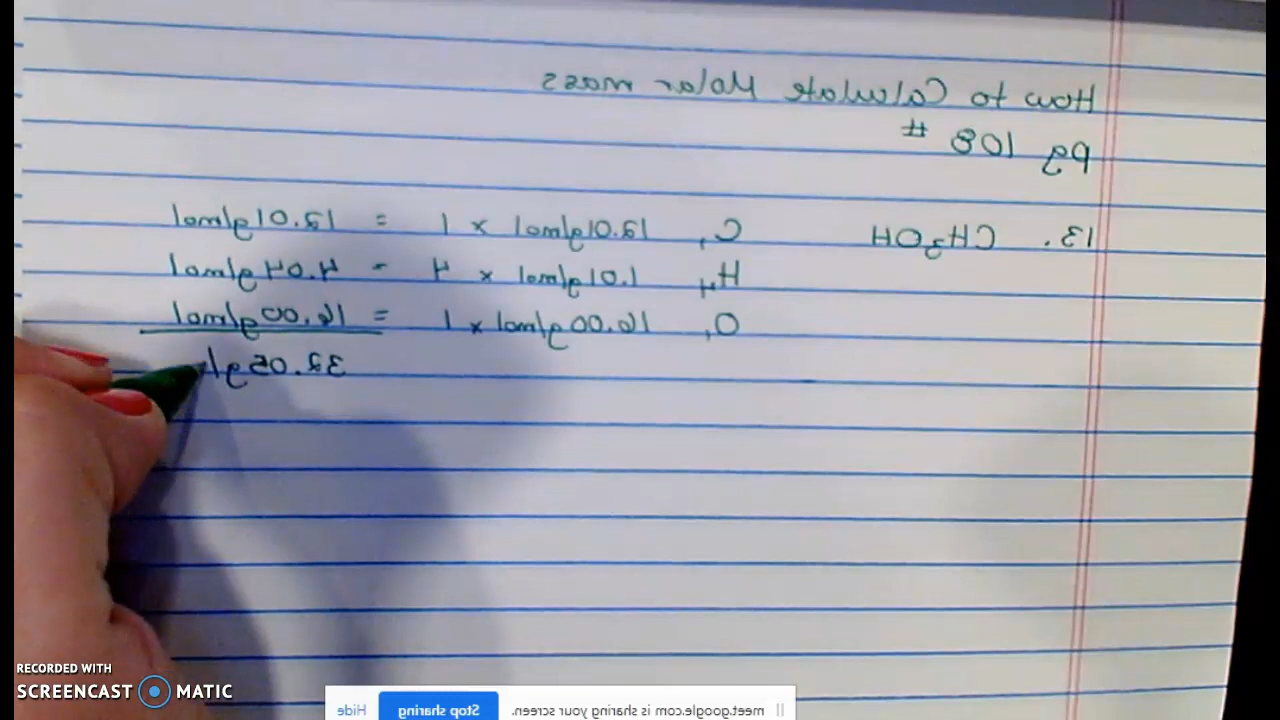 How to Calculate Molar mass
pg 108 #
13. CH3OH C1 12.01g/mol x 1 = 12.01g/mol
H4 1.01g/mol x 4 = 4.04g/mol
O1 16.00g/mol x 1 = 16.00g/mol
32.05g/
RECORDED WITH
SCREENCAST MATIC
meet.google.com is sharing your screen. Stop sharing Hide